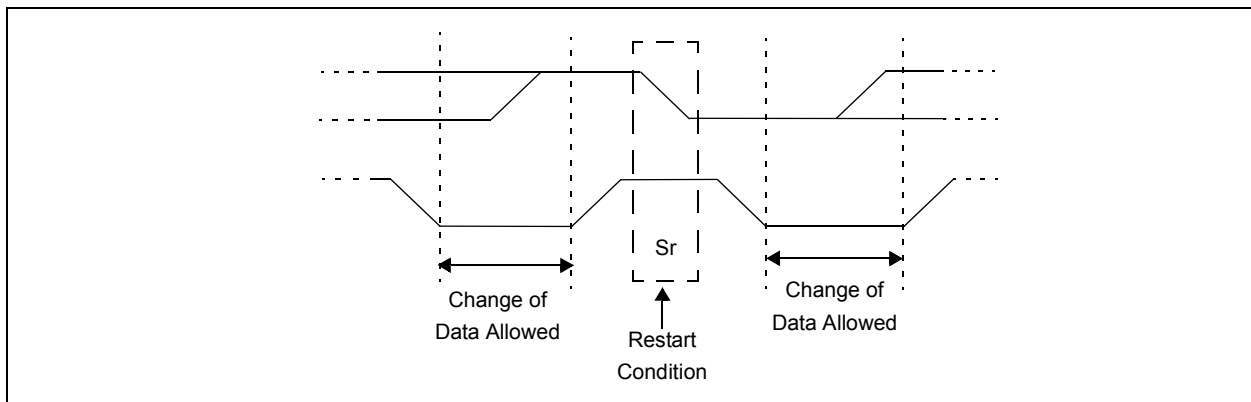 Sr
Change of
Data Allowed
Restart
Condition
Change of
Data Allowed